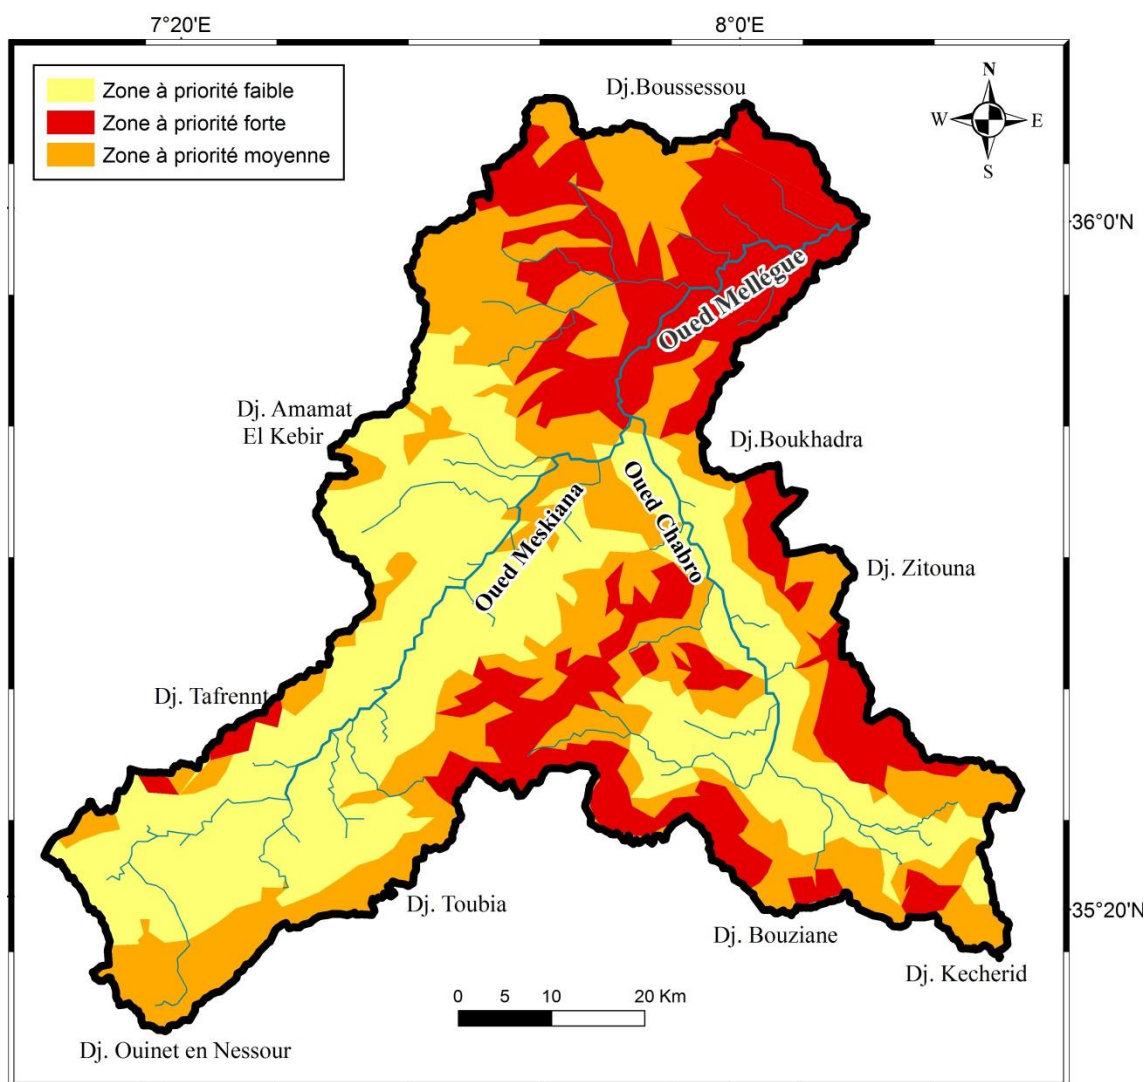 7°20'E
8°0'E
Zone à priorité faible
Zone à priorité forte
Zone à priorité moyenne
Dj.Boussessou
N
W
E
S
36°0'N
Oued Mellégue
Dj. Amamat
El Kebir
Dj.Boukhadra
Oued Meskiana
Oued Chabro
Dj. Zitouna
Dj. Tafrennt
Dj. Toubia
35°20'N
Dj. Bouziane
Dj. Kecherid
0 5 10 20 Km
Dj. Ouinet en Nessour